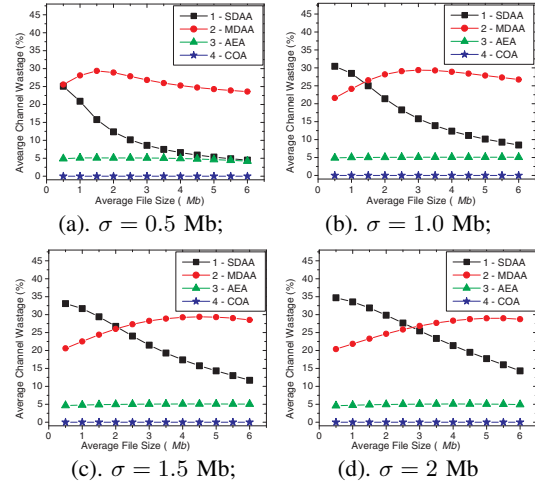 1 - SDAA
2 - MDAA
3 - AEA
4 - COA
Avearge Channel Wastage (%)
45
40
35
30
25
20
15
10
5
0
0 1 2 3 4 5 6
Average File Size ( Mb)
(a). σ = 0.5 Mb;
1 - SDAA
2 - MDAA
3 - AEA
4 - COA
Average Channel Wastage (%)
45
40
35
30
25
20
15
10
5
0
0 1 2 3 4 5 6
Average File Size ( Mb)
(b). σ = 1.0 Mb;
1 - SDAA
2 - MDAA
3 - AEA
4 - COA
Average Channel Wastage (%)
45
40
35
30
25
20
15
10
5
0
0 1 2 3 4 5 6
Average File Size ( Mb)
(c). σ = 1.5 Mb;
1 - SDAA
2 - MDAA
3 - AEA
4 - COA
Average Channel Wastage (%)
45
40
35
30
25
20
15
10
5
0
0 1 2 3 4 5 6
Average File Size ( Mb)
(d). σ = 2 Mb